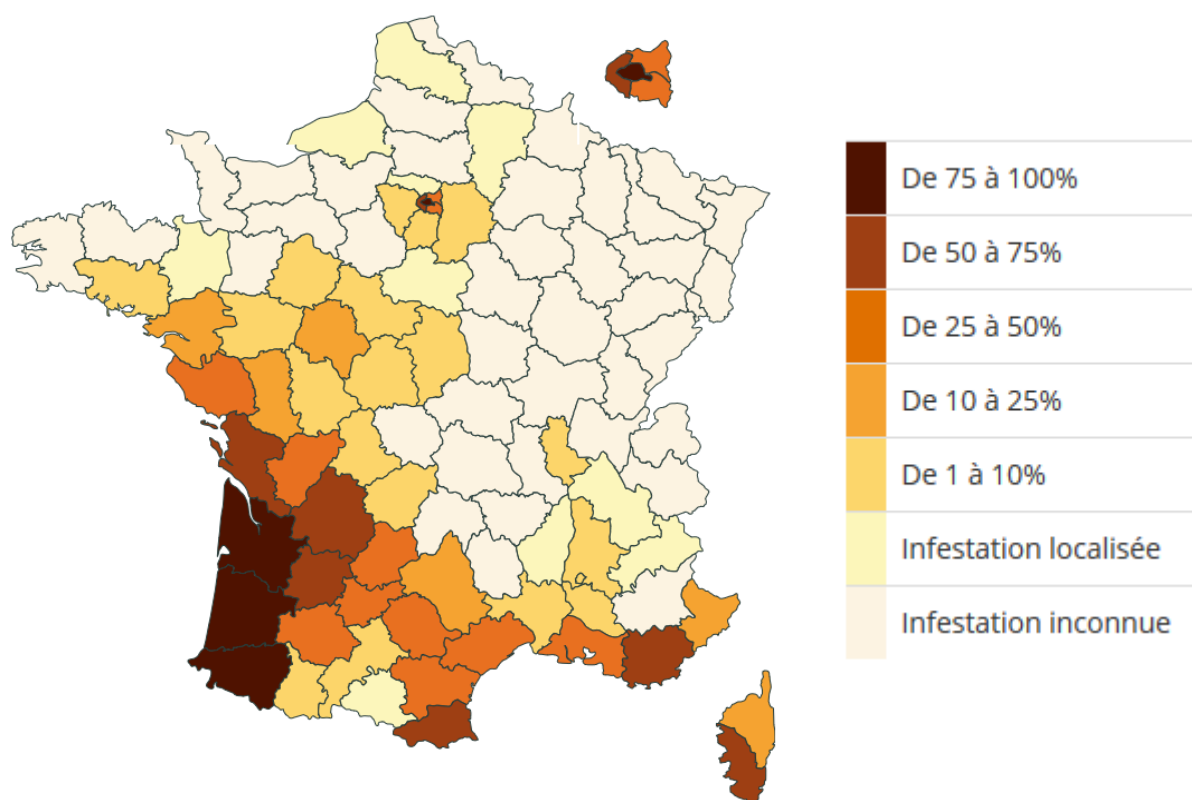 De 75 à 100%
De 50 à 75%
De 25 à 50%
De 10 à 25%
De 1 à 10%
Infestation localisée
Infestation inconnue